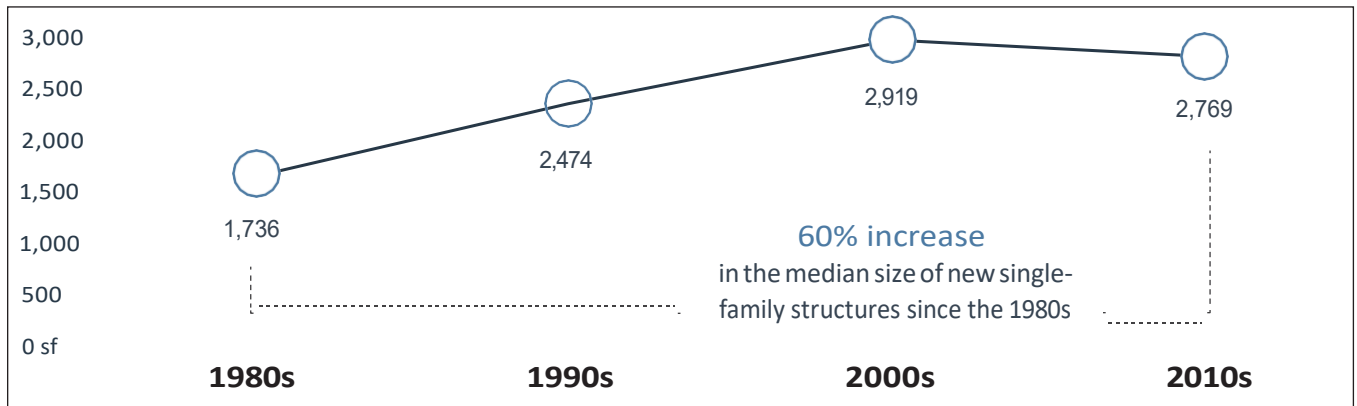 3,000
2,500
2,000
1,500
1,000
500
0 sf
1,736
2,474
2,919
2,769
60% increase
in the median size of new single-
family structures since the 1980s
1980s
1990s
2000s
2010s